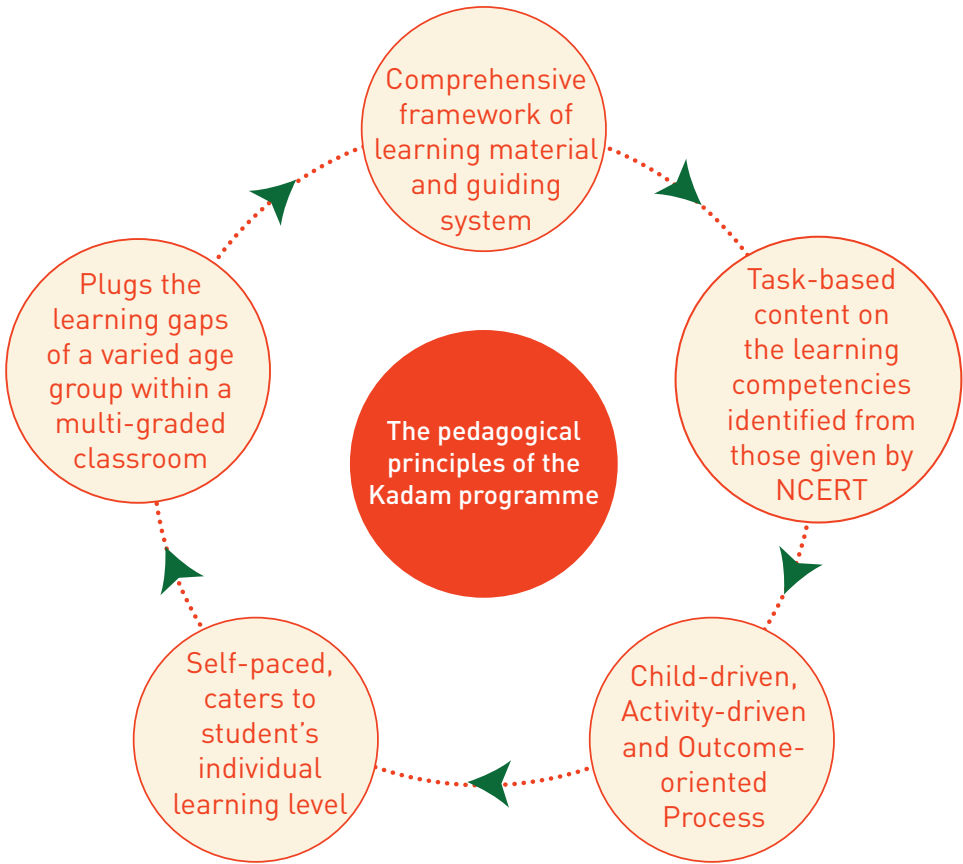 Comprehensive
framework of
learning material
and guiding
system
Task-based
content on
the learning
competencies
identified from
those given by
NCERT
Child-driven,
Activity-driven
and Outcome-
oriented
Process
Self-paced,
caters to
student’s
individual
learning level
Plugs the
learning gaps
of a varied age
group within a
multi-graded
classroom
The pedagogical
principles of the
Kadam programme